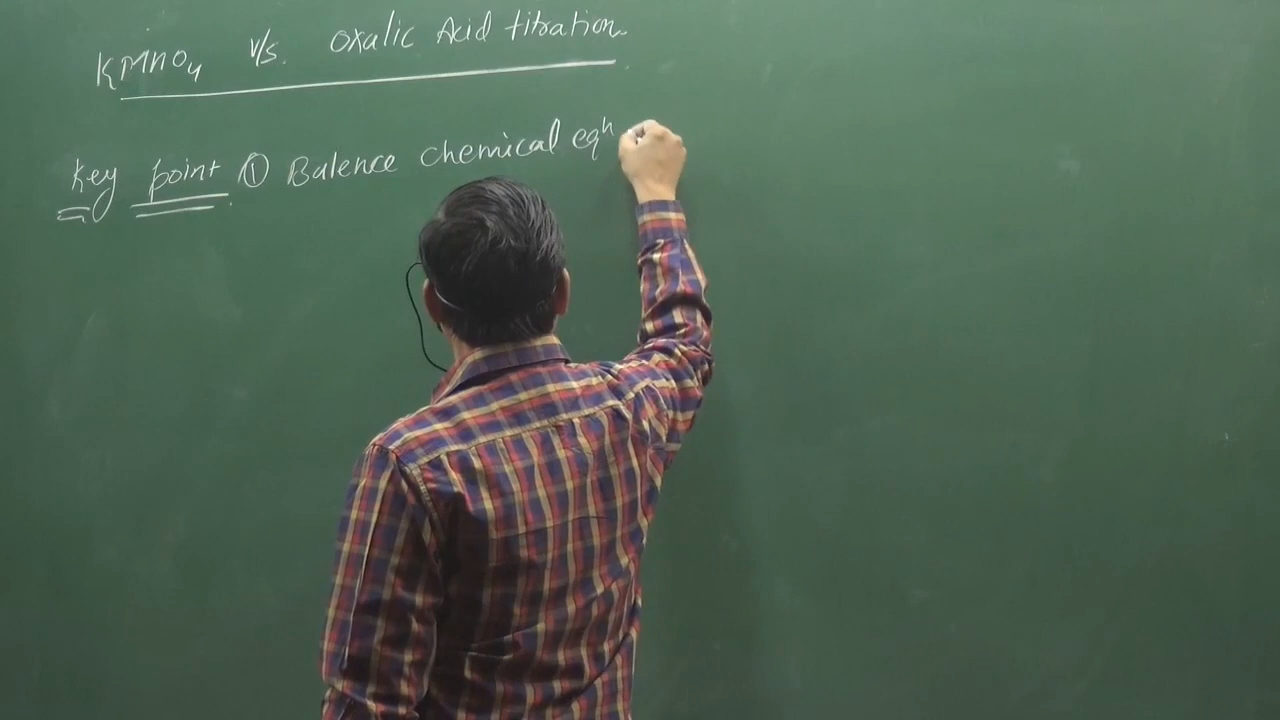 KMnO₄ v/s. Oxalic Acid titration.
Key point ① Balence chemical eqⁿ